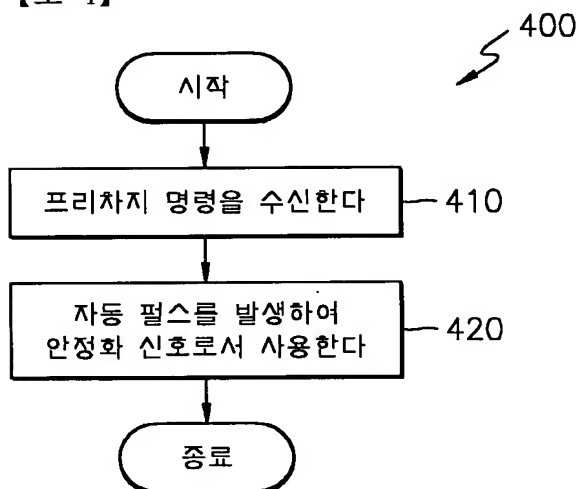 400
시작
프리차지 명령을 수신한다
410
자동 펄스를 발생하여
안정화 신호로서 사용한다
420
종료